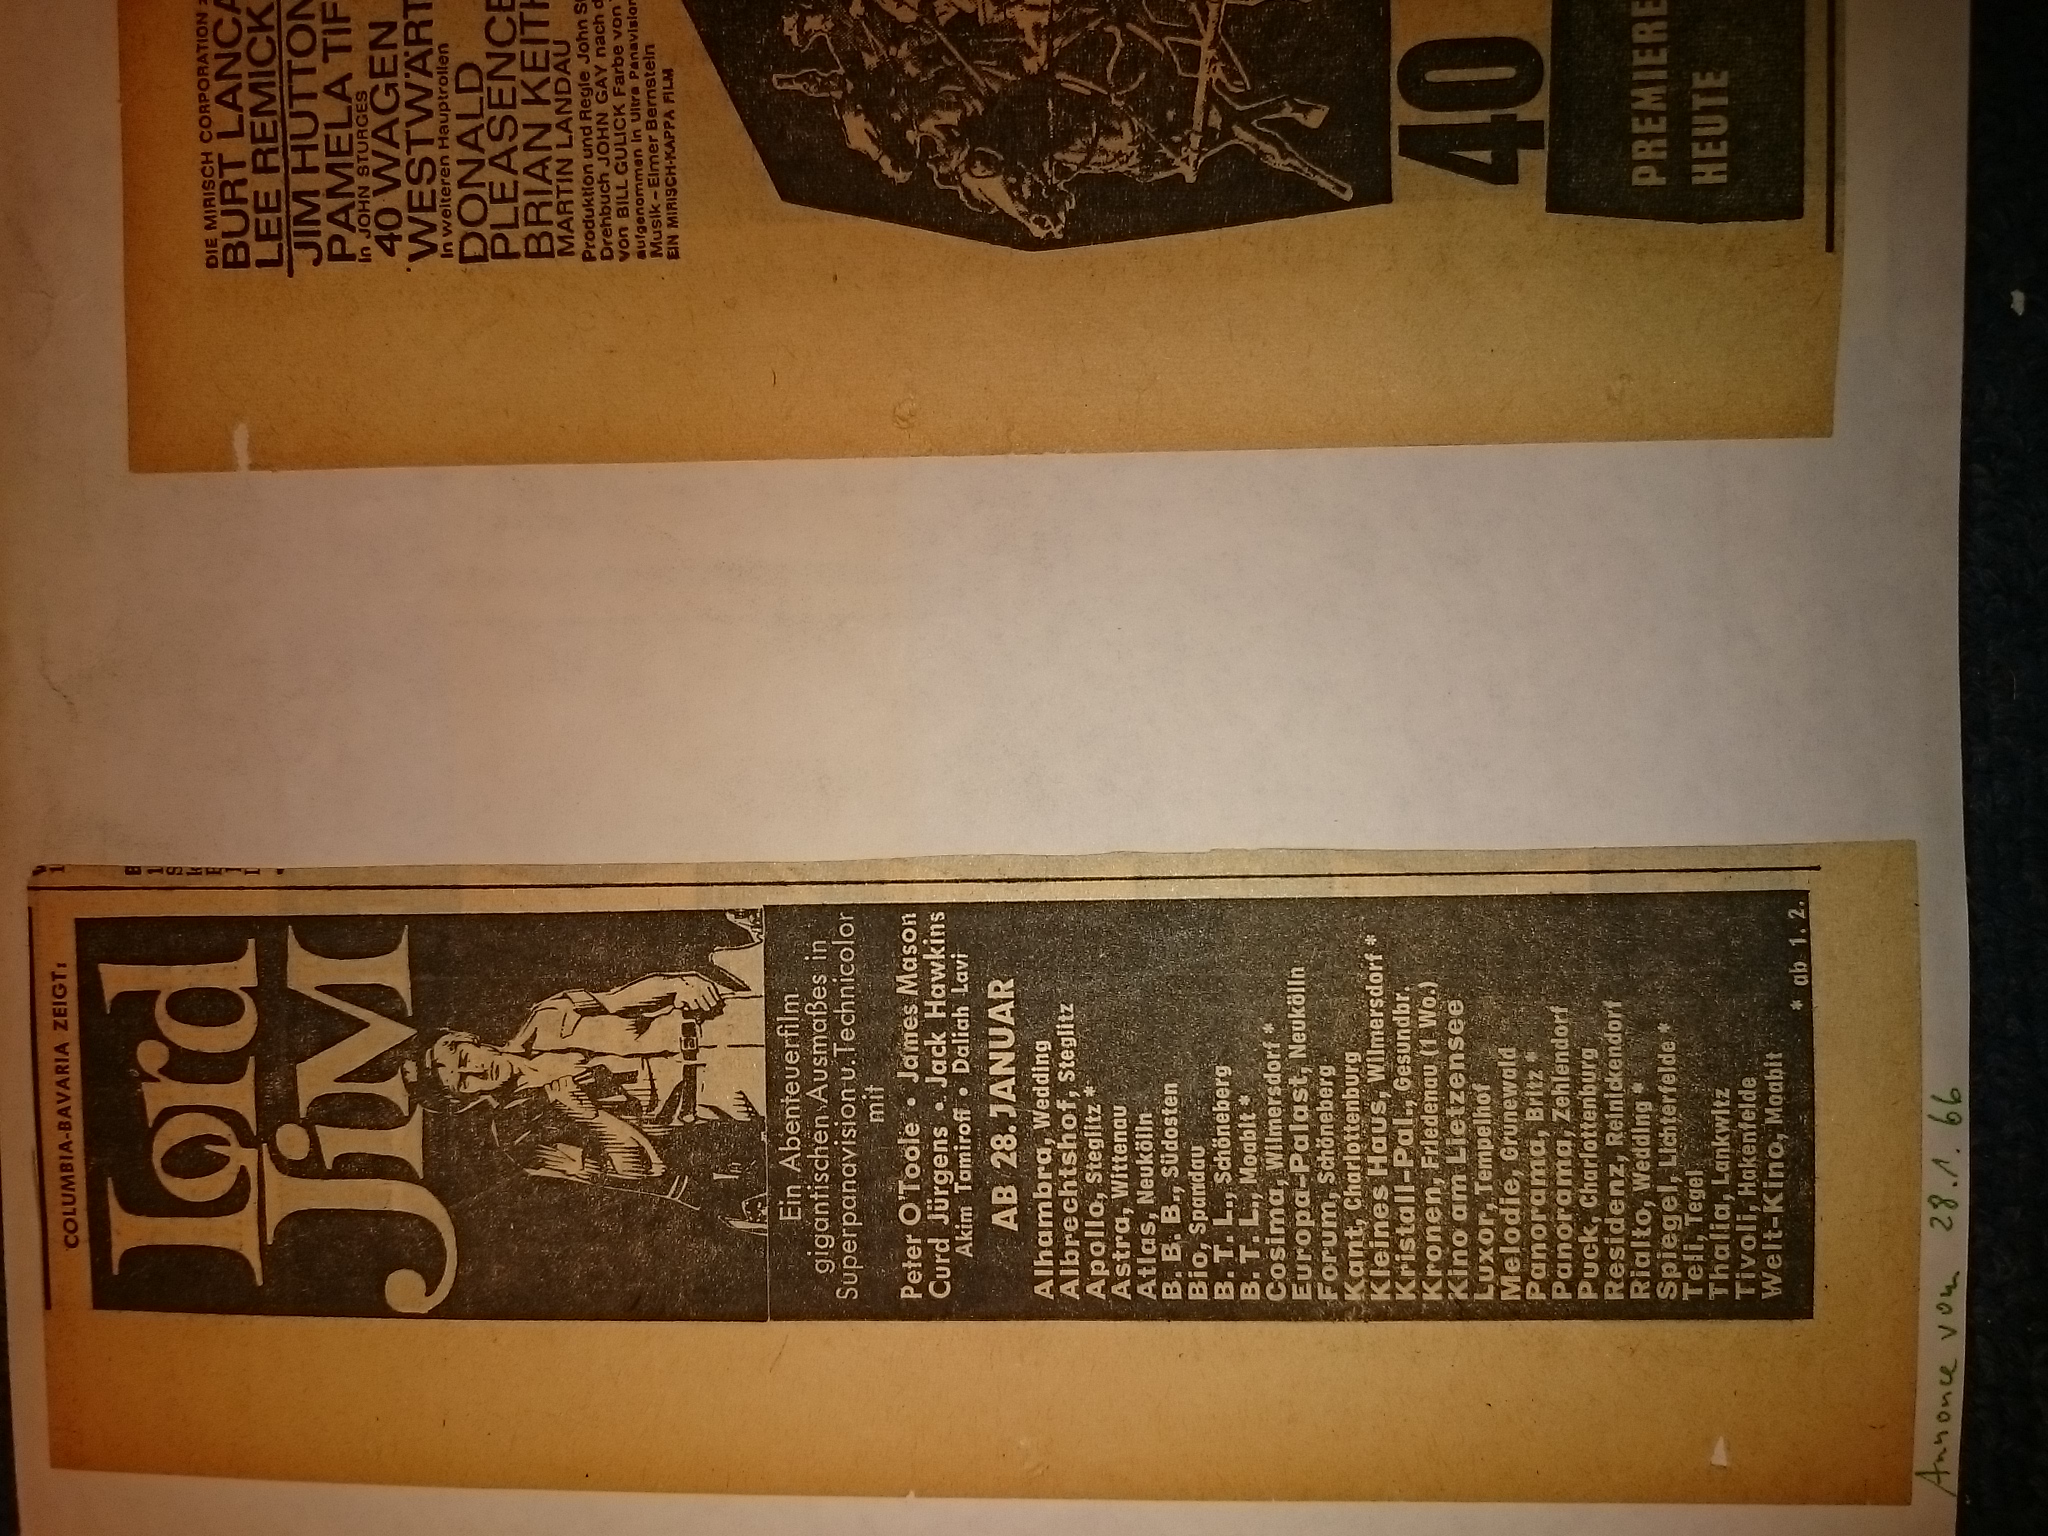 COLUMBIA-BAVARIA ZEIGT:
Lord
JiM
Ein Abenteuerfilm
gigantischen Ausmaßes in
Superpanavision u. Technicolor
mit
Peter O'Toole • James Mason
Curd Jürgens • Jack Hawkins
Akim Tamiroff • Daliah Lavi
AB 28. JANUAR
Alhambra, Wedding
Albrechtshof, Steglitz
Apollo, Steglitz *
Astra, Wittenau
Atlas, Neukölln
B. B. B., Südosten
Bio, Spandau
B. T. L., Schöneberg
B. T. L., Moabit *
Cosima, Wilmersdorf *
Europa-Palast, Neukölln
Forum, Schöneberg
Kant, Charlottenburg
Kleines Haus, Wilmersdorf *
Kristall-Pal., Gesundbr.
Kronen, Friedenau (1 Wo.)
Kino am Lietzensee
Luxor, Tempelhof
Melodie, Grunewald
Panorama, Britz *
Panorama, Zehlendorf
Puck, Charlottenburg
Residenz, Reinickendorf
Rialto, Wedding *
Spiegel, Lichterfelde *
Teli, Tegel
Thalia, Lankwitz
Tivoli, Hakenfelde
Welt-Kino, Moabit
* ab 1. 2.
Annonce vom 28.1.66
DIE MIRISCH CORPORATION
BURT LANCA
LEE REMICK
JIM HUTTON
PAMELA TIF
in JOHN STURGES
40 WAGEN
WESTWÄRT
In weiteren Hauptrollen
DONALD
PLEASENCE
BRIAN KEITH
MARTIN LANDAU
Produktion und Regie John S
Drehbuch JOHN GAY nach d
von BILL GULICK Farbe von
aufgenommen in Ultra Panavision
Musik – Elmer Bernstein
EIN MIRISCH-KAPPA FILM
40
PREMIERE
HEUTE